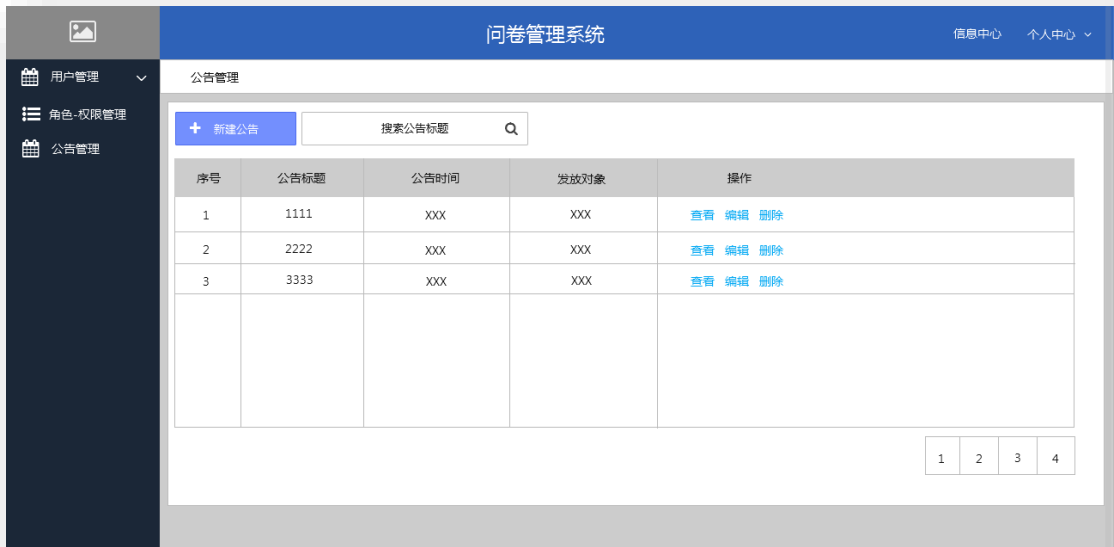 问卷管理系统
信息中心 个人中心
用户管理
角色-权限管理
公告管理
公告管理
新建公告 搜索公告标题
序号 公告标题 公告时间 发放对象 操作
1 1111 XXX XXX 查看 编辑 删除
2 2222 XXX XXX 查看 编辑 删除
3 3333 XXX XXX 查看 编辑 删除
1 2 3 4